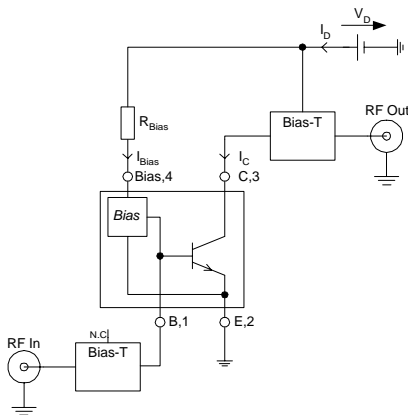 V_D
I_D
RF Out
R_Bias
Bias-T
I_Bias
I_C
Bias,4
C,3
Bias
B,1
E,2
N.C.
RF In
Bias-T